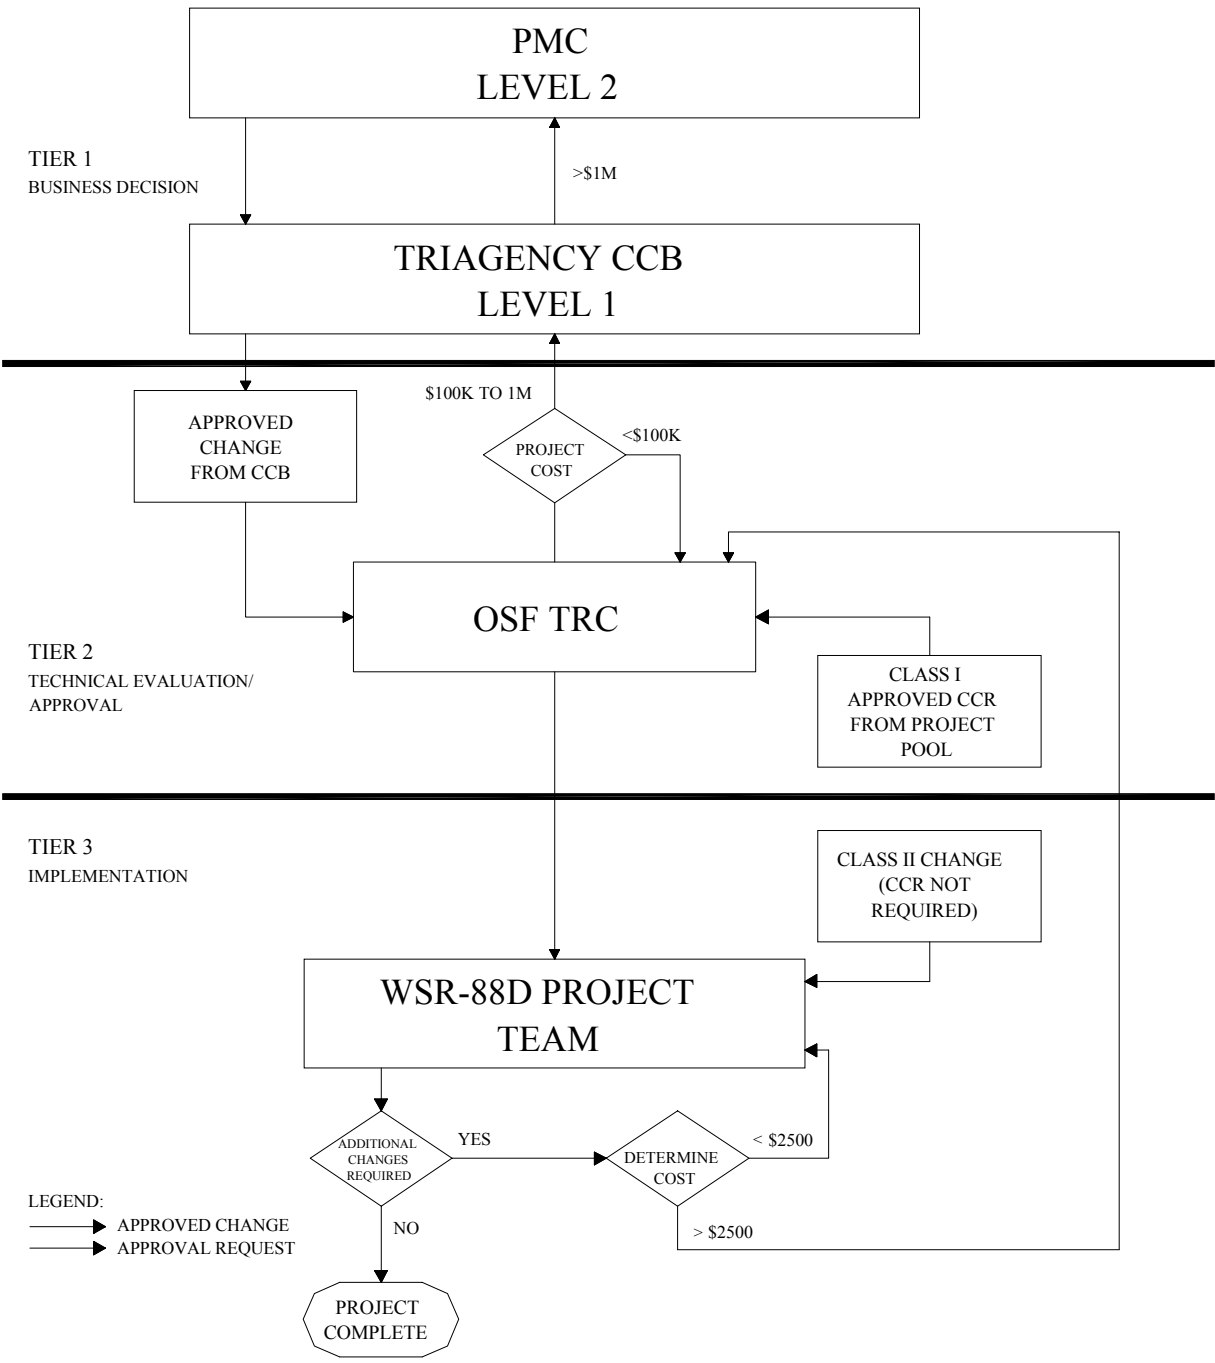 PMC
LEVEL 2
TIER 1
BUSINESS DECISION
>$1M
TRIAGENCY CCB
LEVEL 1
$100K TO 1M
APPROVED
CHANGE
FROM CCB
PROJECT
COST
<$100K
OSF TRC
TIER 2
TECHNICAL EVALUATION/
APPROVAL
CLASS I
APPROVED CCR
FROM PROJECT
POOL
TIER 3
IMPLEMENTATION
CLASS II CHANGE
(CCR NOT
REQUIRED)
WSR-88D PROJECT
TEAM
ADDITIONAL
CHANGES
REQUIRED
YES
DETERMINE
COST
< $2500
> $2500
NO
LEGEND:
APPROVED CHANGE
APPROVAL REQUEST
PROJECT
COMPLETE